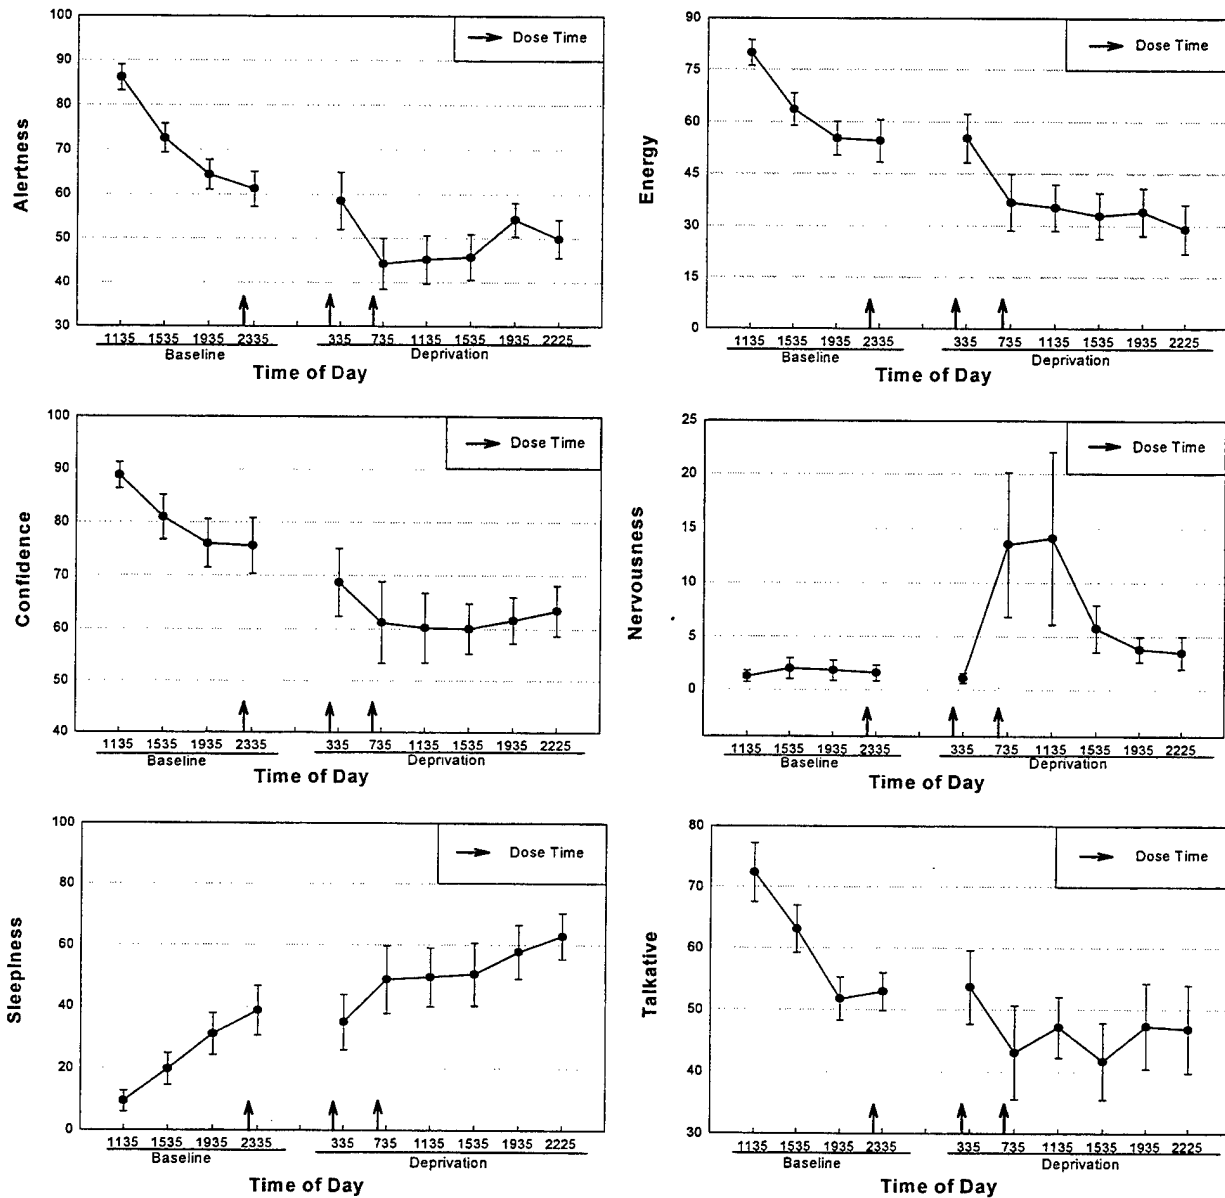 100
90
80
70
60
50
40
30
Alertness
Dose Time
1135 1535 1935 2335 335 735 1135 1535 1935 2225
Baseline Deprivation
Time of Day
90
75
60
45
30
15
0
Energy
Dose Time
1135 1535 1935 2335 335 735 1135 1535 1935 2225
Baseline Deprivation
Time of Day
100
90
80
70
60
50
40
Confidence
Dose Time
1135 1535 1935 2335 335 735 1135 1535 1935 2225
Baseline Deprivation
Time of Day
25
20
15
10
5
0
Nervousness
Dose Time
1135 1535 1935 2335 335 735 1135 1535 1935 2225
Baseline Deprivation
Time of Day
100
80
60
40
20
0
Sleepiness
Dose Time
1135 1535 1935 2335 335 735 1135 1535 1935 2225
Baseline Deprivation
Time of Day
80
70
60
50
40
30
Talkative
Dose Time
1135 1535 1935 2335 335 735 1135 1535 1935 2225
Baseline Deprivation
Time of Day